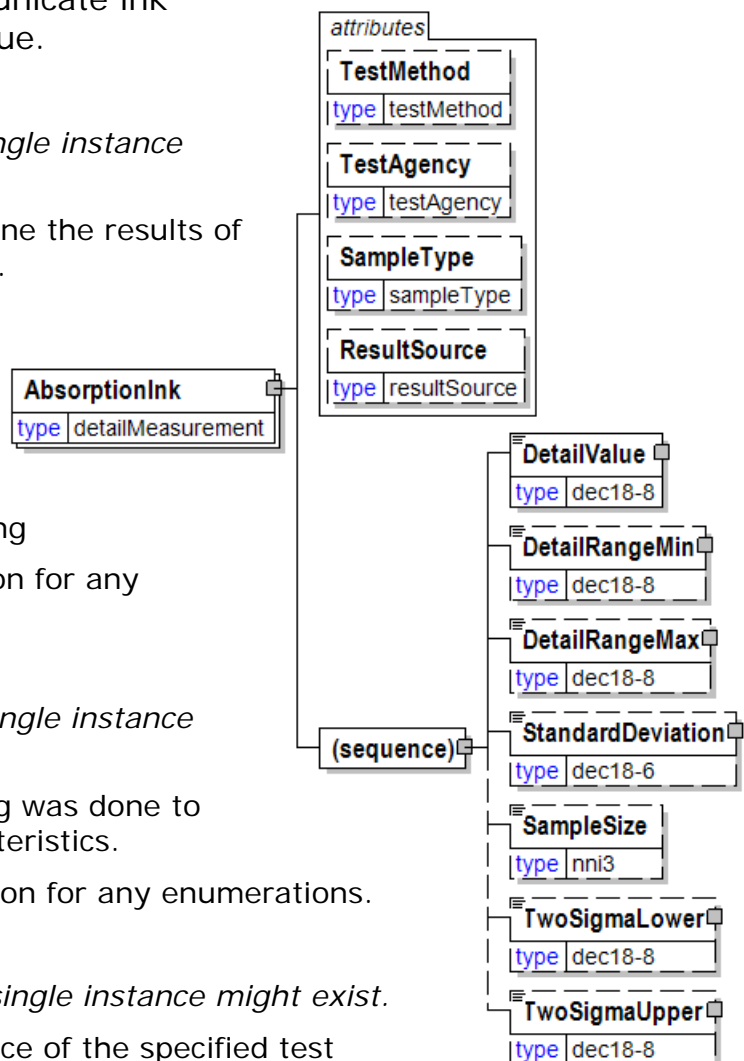 unicate ink
ue.
ngle instance
ne the results of
.
ng
on for any
ngle instance
g was done to
teristics.
on for any enumerations.
single instance might exist.
ce of the specified test
AbsorptionInk
type detailMeasurement
attributes
TestMethod
type testMethod
TestAgency
type testAgency
SampleType
type sampleType
ResultSource
type resultSource
(sequence)
DetailValue
type dec18-8
DetailRangeMin
type dec18-8
DetailRangeMax
type dec18-8
StandardDeviation
type dec18-6
SampleSize
type nni3
TwoSigmaLower
type dec18-8
TwoSigmaUpper
type dec18-8